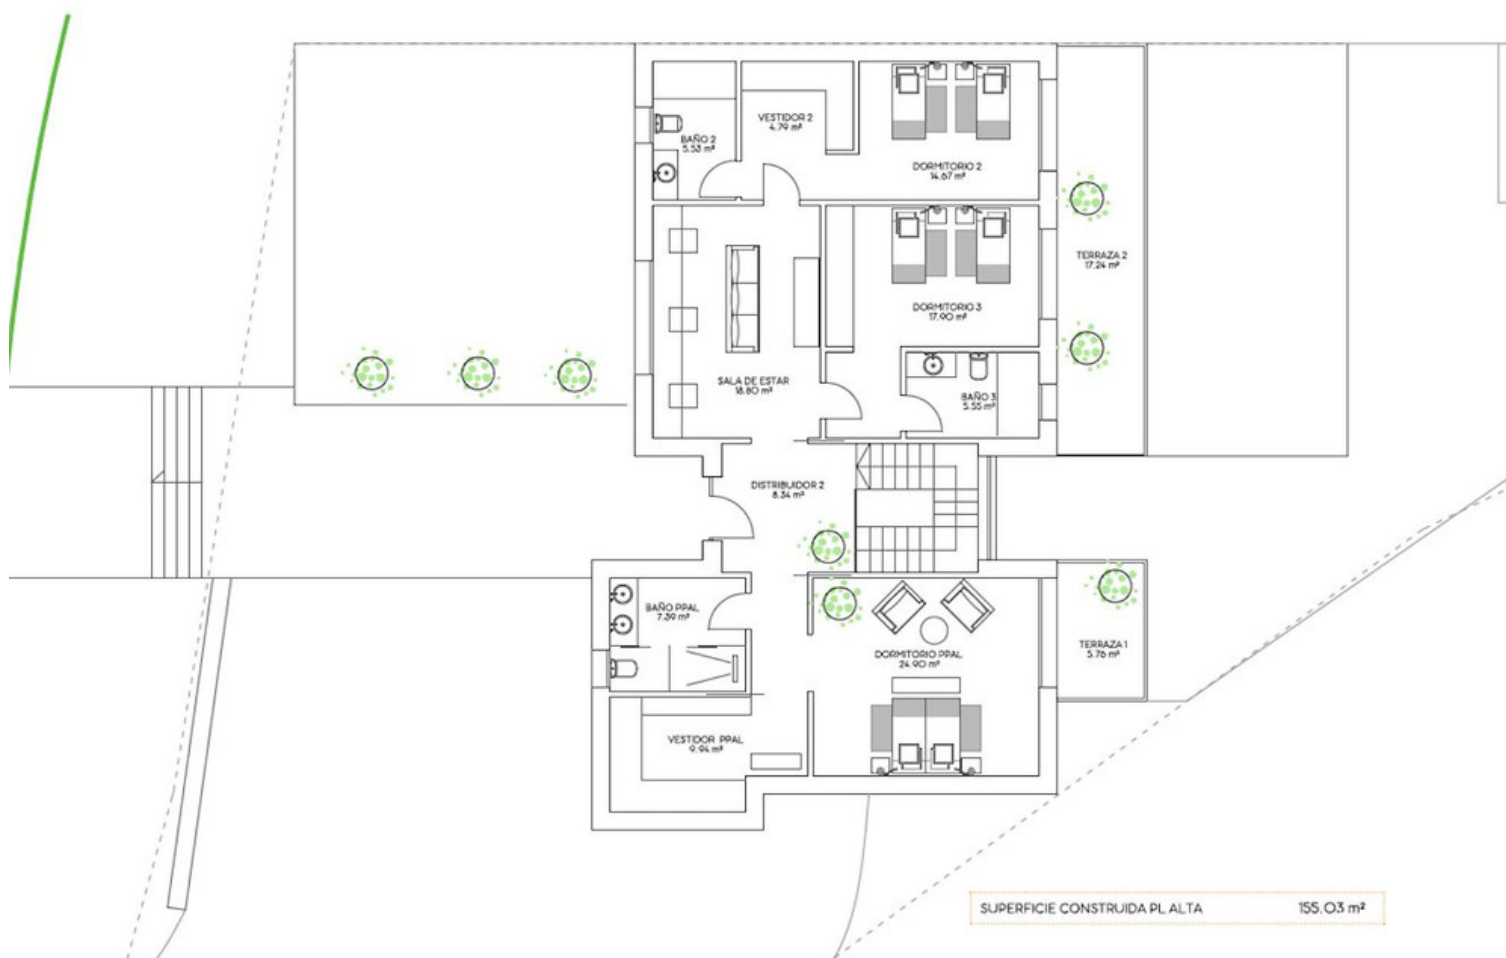 VESTIDOR 2
4.79 m²
BAÑO 2
5.53 m²
DORMITORIO 2
14.67 m²
TERRAZA 2
17.24 m²
DORMITORIO 3
17.90 m²
SALA DE ESTAR
18.80 m²
BAÑO 3
5.55 m²
DISTRIBUIDOR 2
8.34 m²
BAÑO PPAL
7.39 m²
DORMITORIO PPAL
24.90 m²
TERRAZA 1
5.76 m²
VESTIDOR PPAL
9.94 m²
SUPERFICIE CONSTRUIDA PL ALTA 155.03 m²